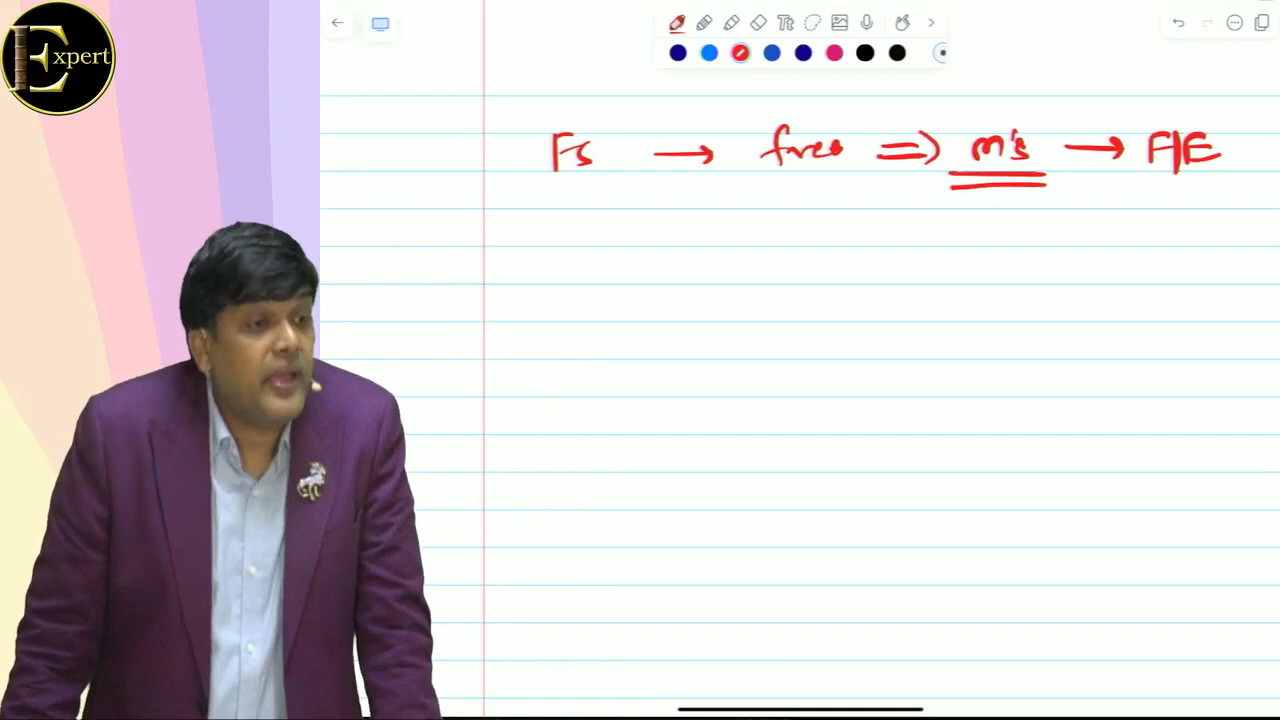 Expert
Fs → free ⇒ m's → F/E